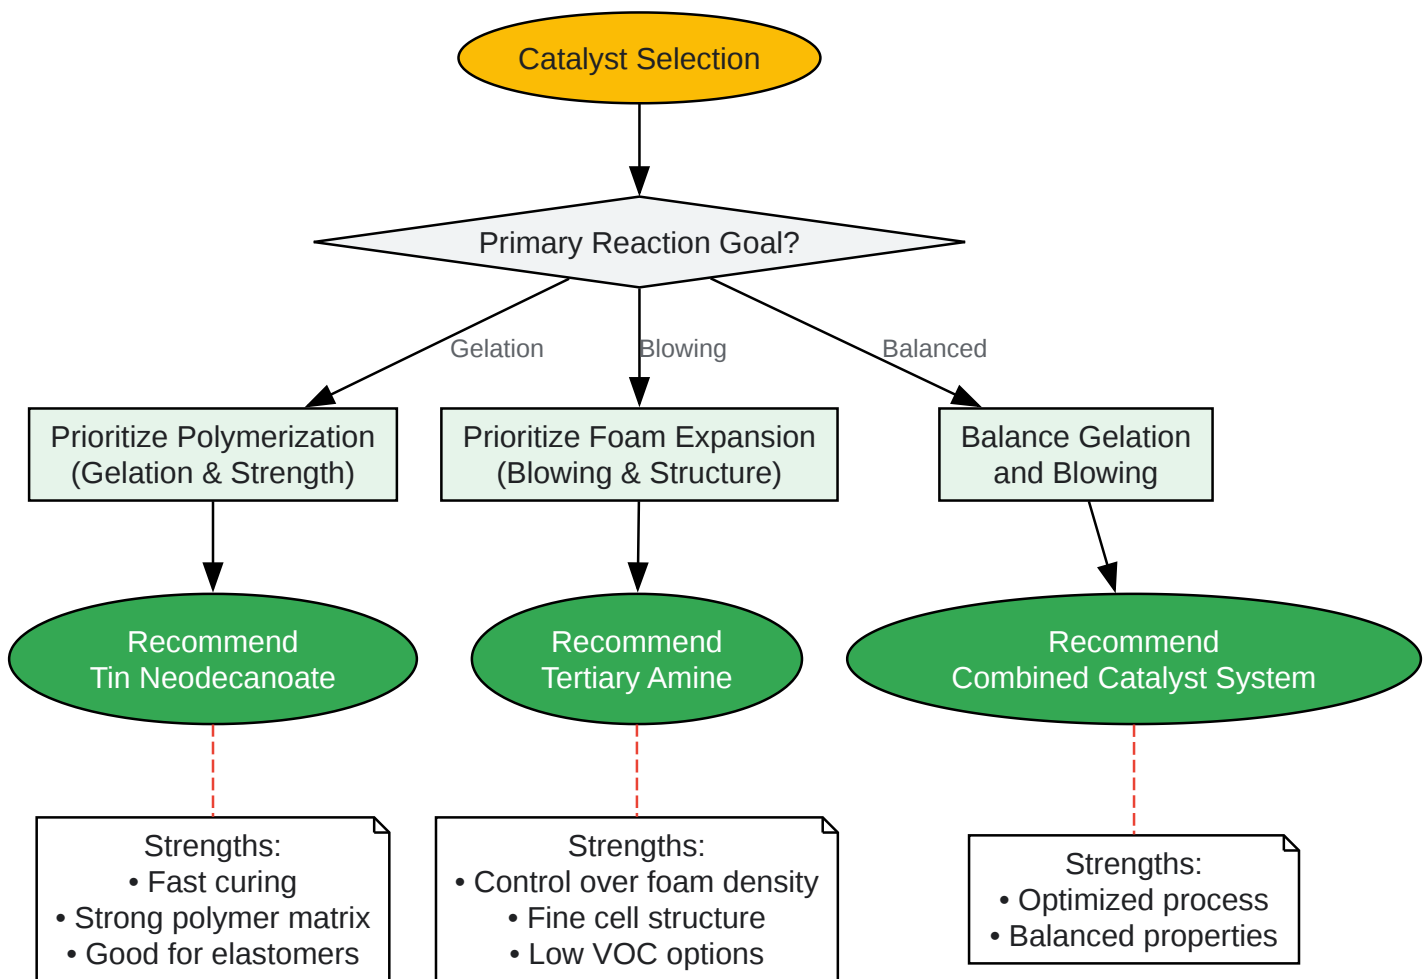 Catalyst Selection
Primary Reaction Goal?
Gelation
Blowing
Balanced
Prioritize Polymerization
(Gelation & Strength)
Prioritize Foam Expansion
(Blowing & Structure)
Balance Gelation
and Blowing
Recommend
Tin Neodecanoate
Recommend
Tertiary Amine
Recommend
Combined Catalyst System
Strengths:
• Fast curing
• Strong polymer matrix
• Good for elastomers
Strengths:
• Control over foam density
• Fine cell structure
• Low VOC options
Strengths:
• Optimized process
• Balanced properties